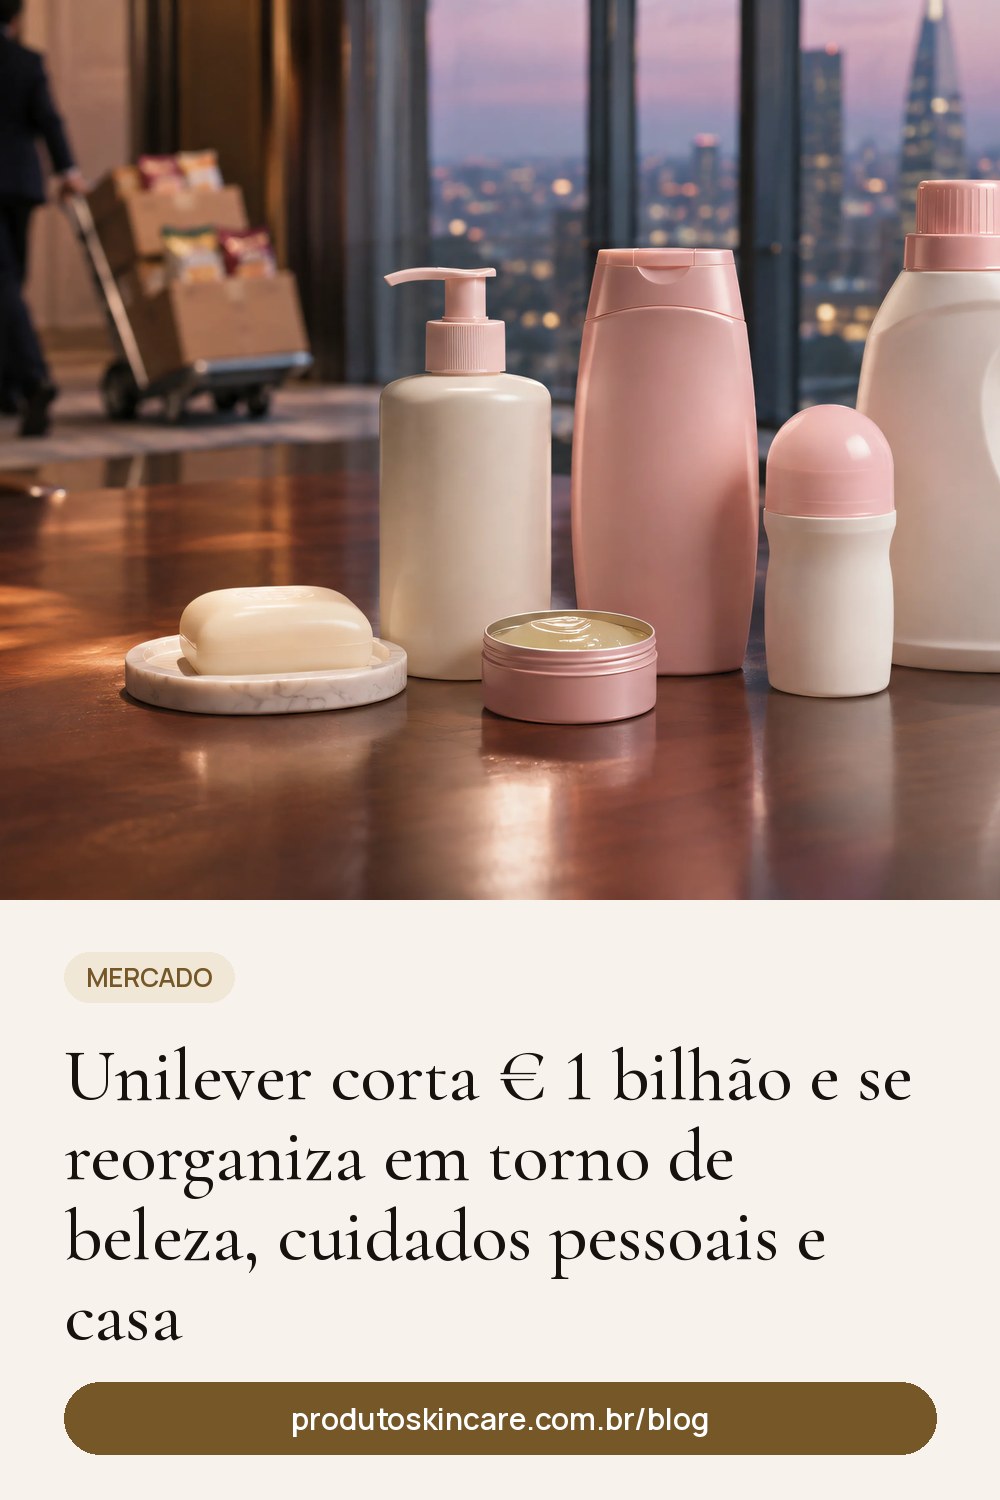 MERCADO
Unilever corta € 1 bilhão e se
reorganiza em torno de
beleza, cuidados pessoais e
casa
produtoskincare.com.br/blog